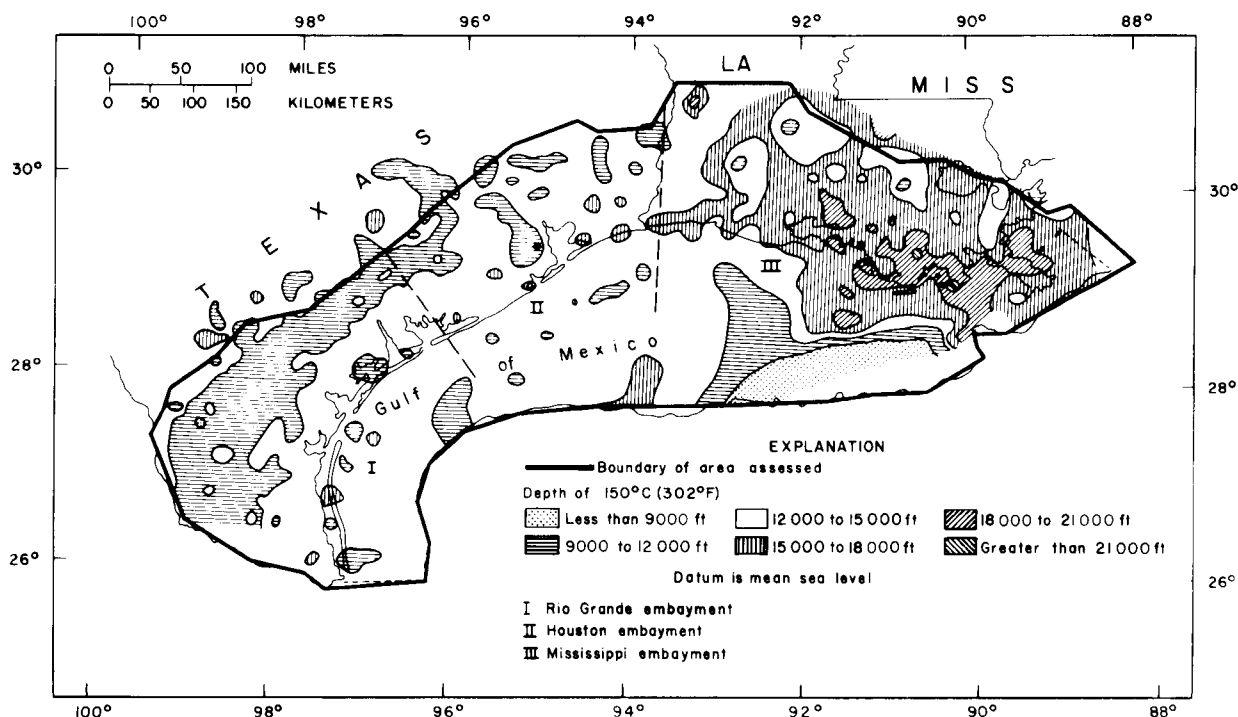 100° 98° 96° 94° 92° 90° 88°
0 50 100 MILES
0 50 100 150 KILOMETERS
LA
MISS
TEXAS
30° 30°
28° 28°
26° 26°
III
II
I
Gulf of Mexico
EXPLANATION
Boundary of area assessed
Depth of 150°C (302°F)
Less than 9000 ft 12 000 to 15 000 ft 18 000 to 21 000 ft
9000 to 12 000 ft 15 000 to 18 000 ft Greater than 21 000 ft
Datum is mean sea level
I Rio Grande embayment
II Houston embayment
III Mississippi embayment
100° 98° 96° 94° 92° 90° 88°